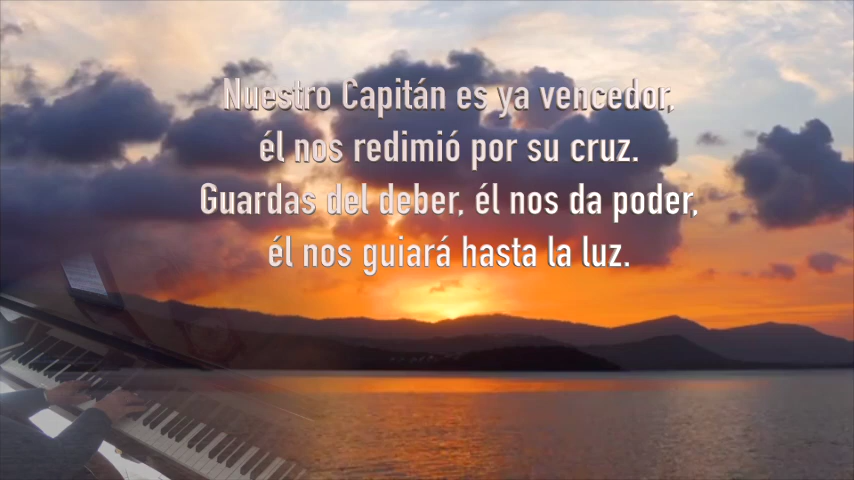 Nuestro Capitán es ya vencedor,
él nos redimió por su cruz.
Guardas del deber, él nos da poder,
él nos guiará hasta la luz.